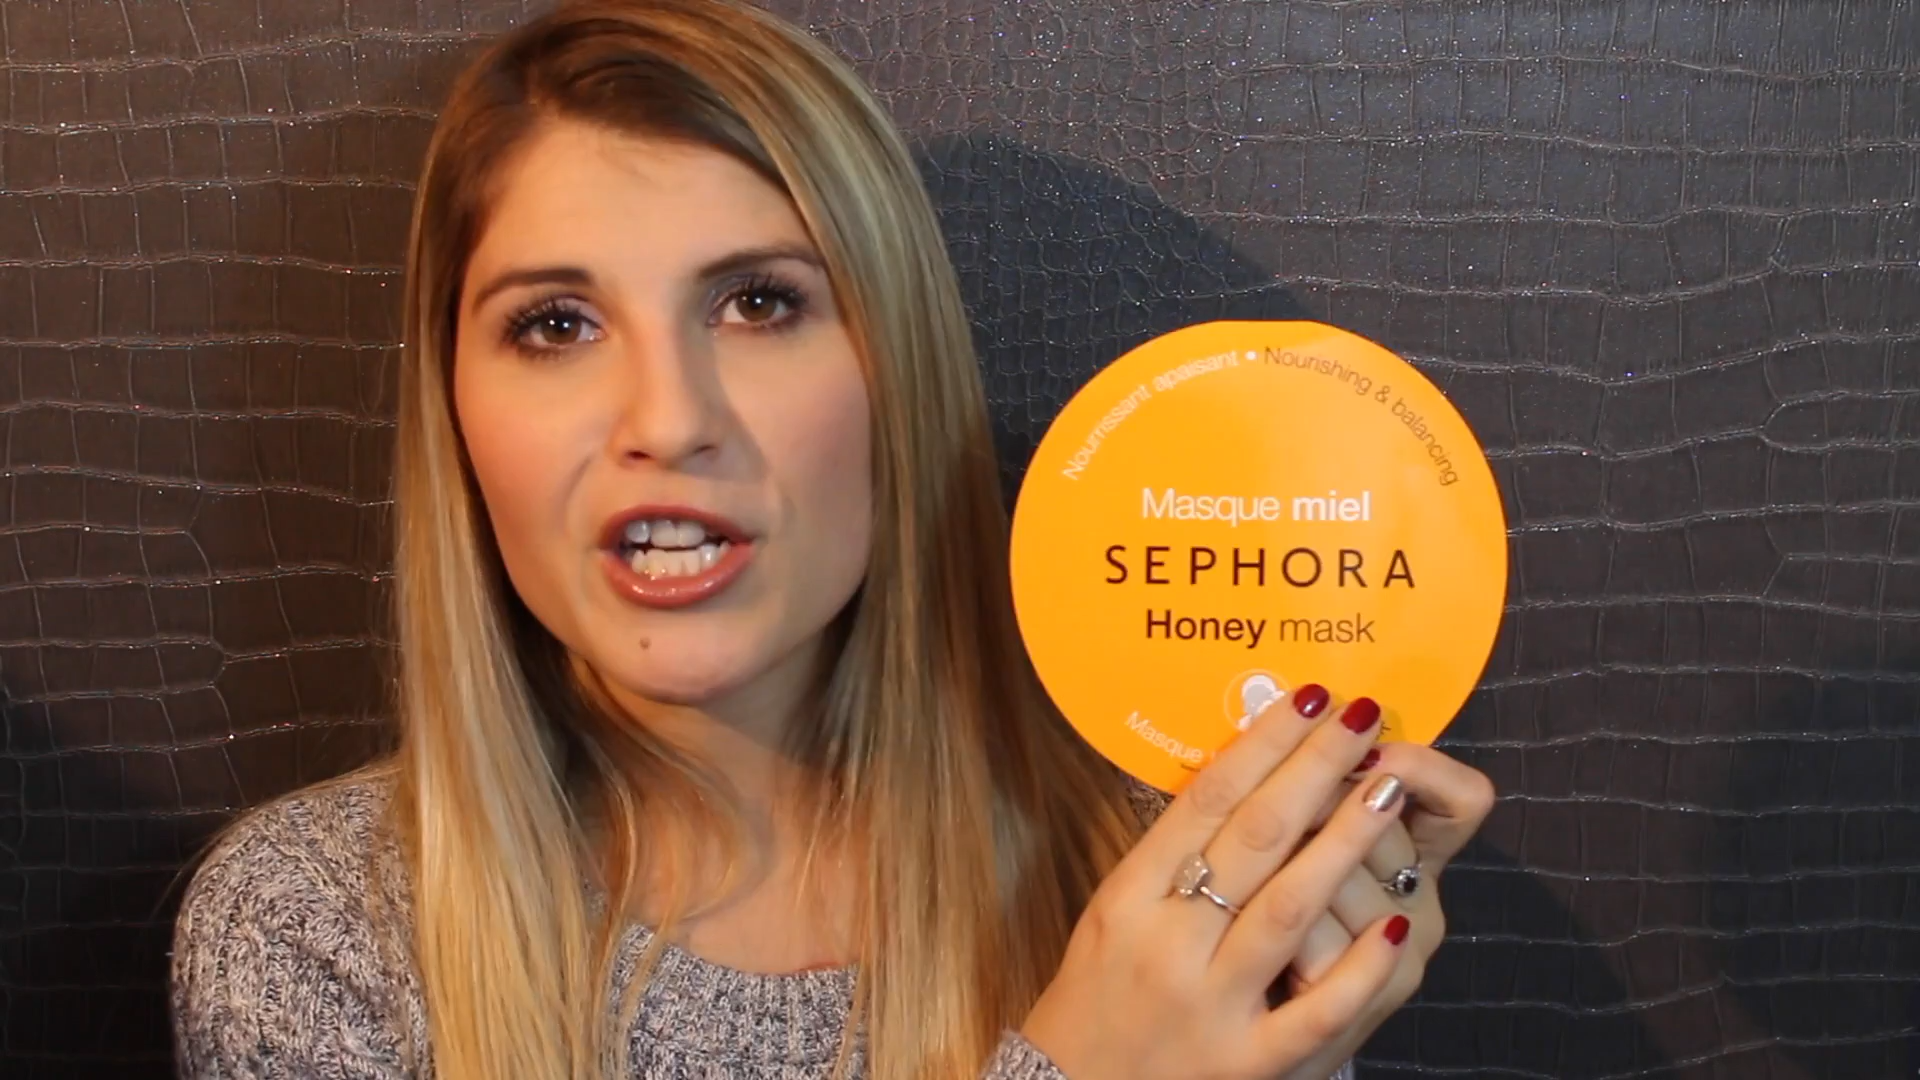 Nourrissant apaisant • Nourishing & balancing
Masque miel
SEPHORA
Honey mask
Masque